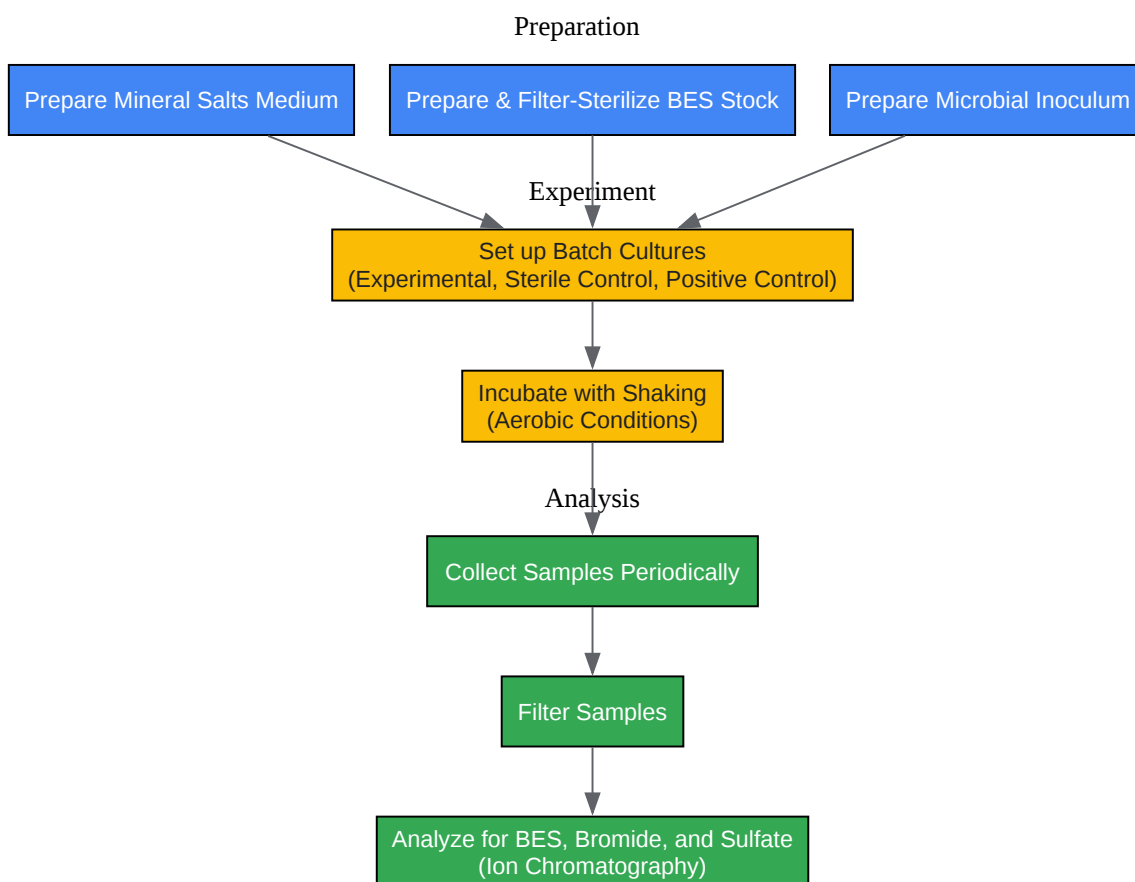 Preparation
Prepare Mineral Salts Medium
Prepare & Filter-Sterilize BES Stock
Prepare Microbial Inoculum
Experiment
Set up Batch Cultures
(Experimental, Sterile Control, Positive Control)
Incubate with Shaking
(Aerobic Conditions)
Analysis
Collect Samples Periodically
Filter Samples
Analyze for BES, Bromide, and Sulfate
(Ion Chromatography)